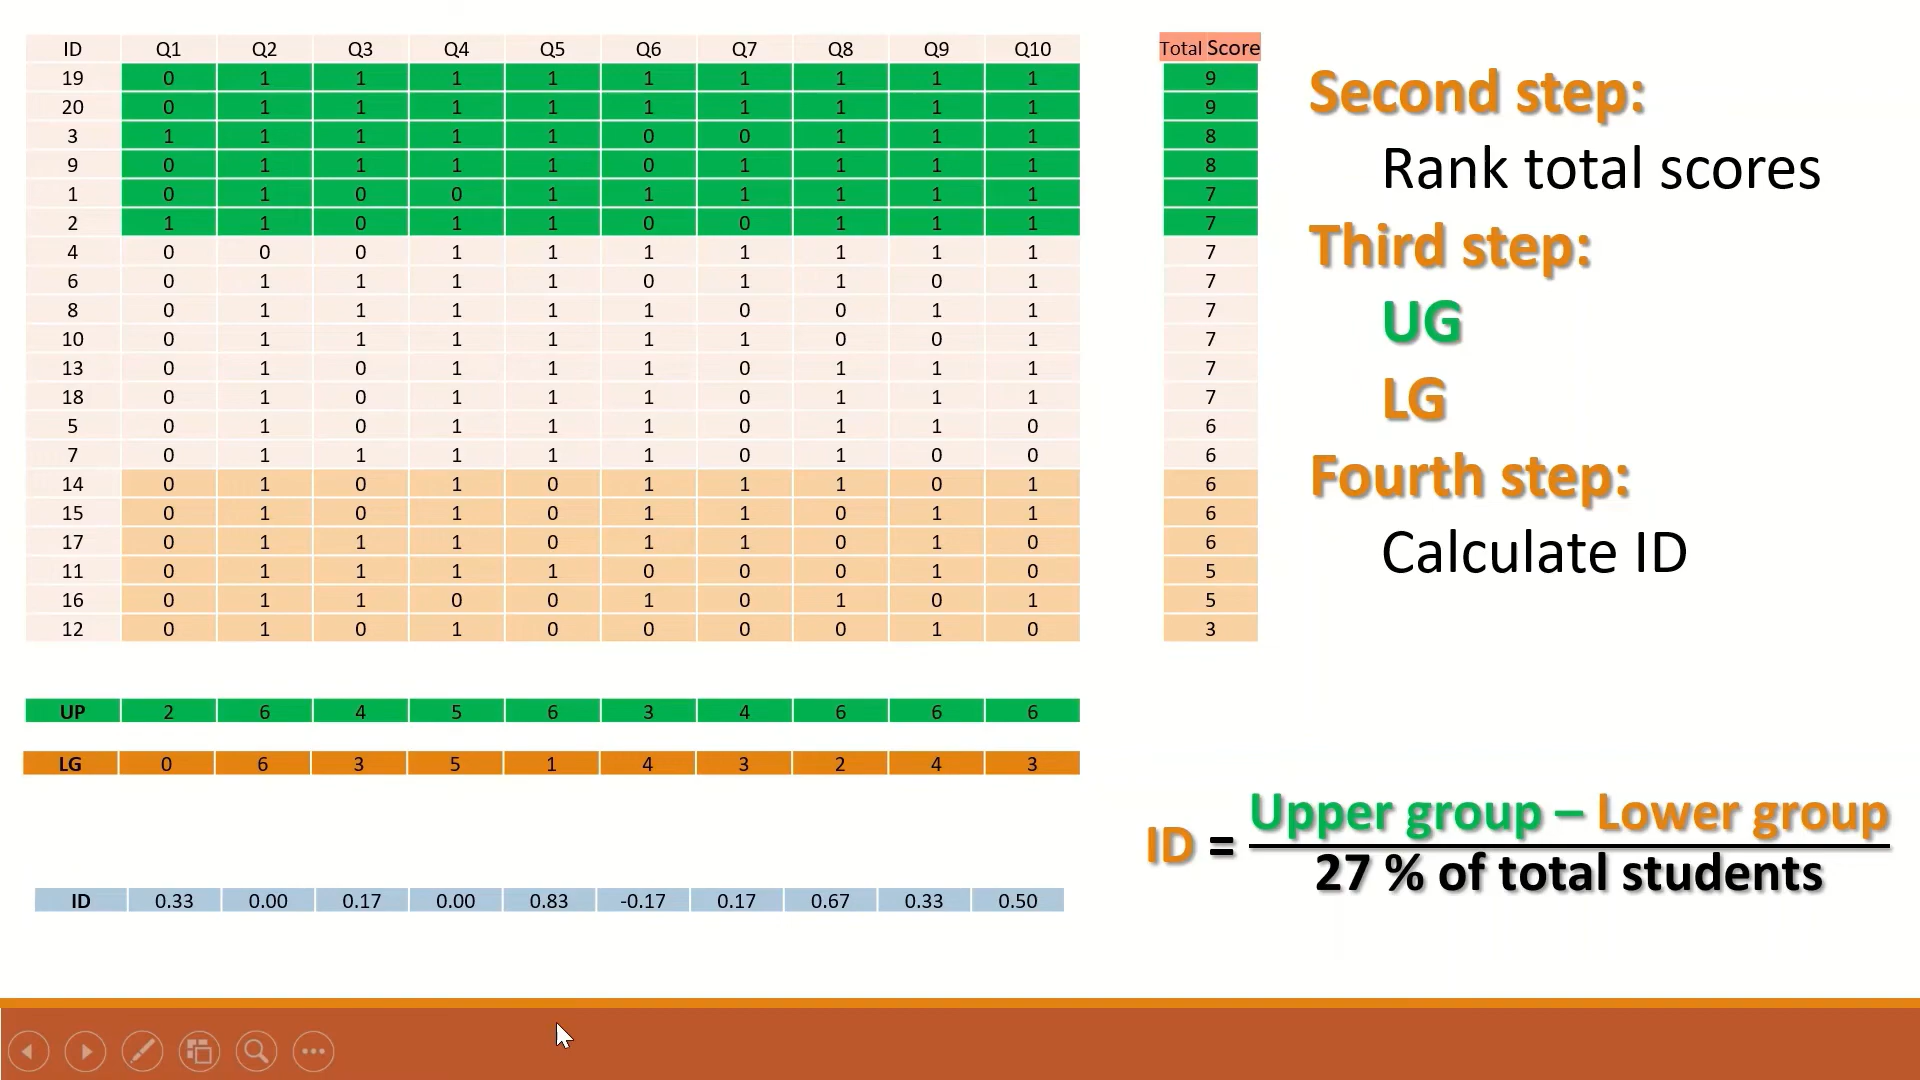 ID Q1 Q2 Q3 Q4 Q5 Q6 Q7 Q8 Q9 Q10 Total Score
19 0 1 1 1 1 1 1 1 1 1 9
20 0 1 1 1 1 1 1 1 1 1 9
3 1 1 1 1 1 0 0 1 1 1 8
9 0 1 1 1 1 0 1 1 1 1 8
1 0 1 0 0 1 1 1 1 1 1 7
2 1 1 0 1 1 0 0 1 1 1 7
4 0 0 0 1 1 1 1 1 1 1 7
6 0 1 1 1 1 0 1 1 0 1 7
8 0 1 1 1 1 1 0 0 1 1 7
10 0 1 1 1 1 1 1 0 0 1 7
13 0 1 0 1 1 1 0 1 1 1 7
18 0 1 0 1 1 1 0 1 1 1 7
5 0 1 0 1 1 1 0 1 1 0 6
7 0 1 1 1 1 1 0 1 0 0 6
14 0 1 0 1 0 1 1 1 0 1 6
15 0 1 0 1 0 1 1 0 1 1 6
17 0 1 1 1 0 1 1 0 1 0 6
11 0 1 1 1 1 0 0 0 1 0 5
16 0 1 1 0 0 1 0 1 0 1 5
12 0 1 0 1 0 0 0 0 1 0 3
UP 2 6 4 5 6 3 4 6 6 6
LG 0 6 3 5 1 4 3 2 4 3
ID 0.33 0.00 0.17 0.00 0.83 -0.17 0.17 0.67 0.33 0.50
Second step:
Rank total scores
Third step:
UG
LG
Fourth step:
Calculate ID
Upper group – Lower group
ID =
27 % of total students